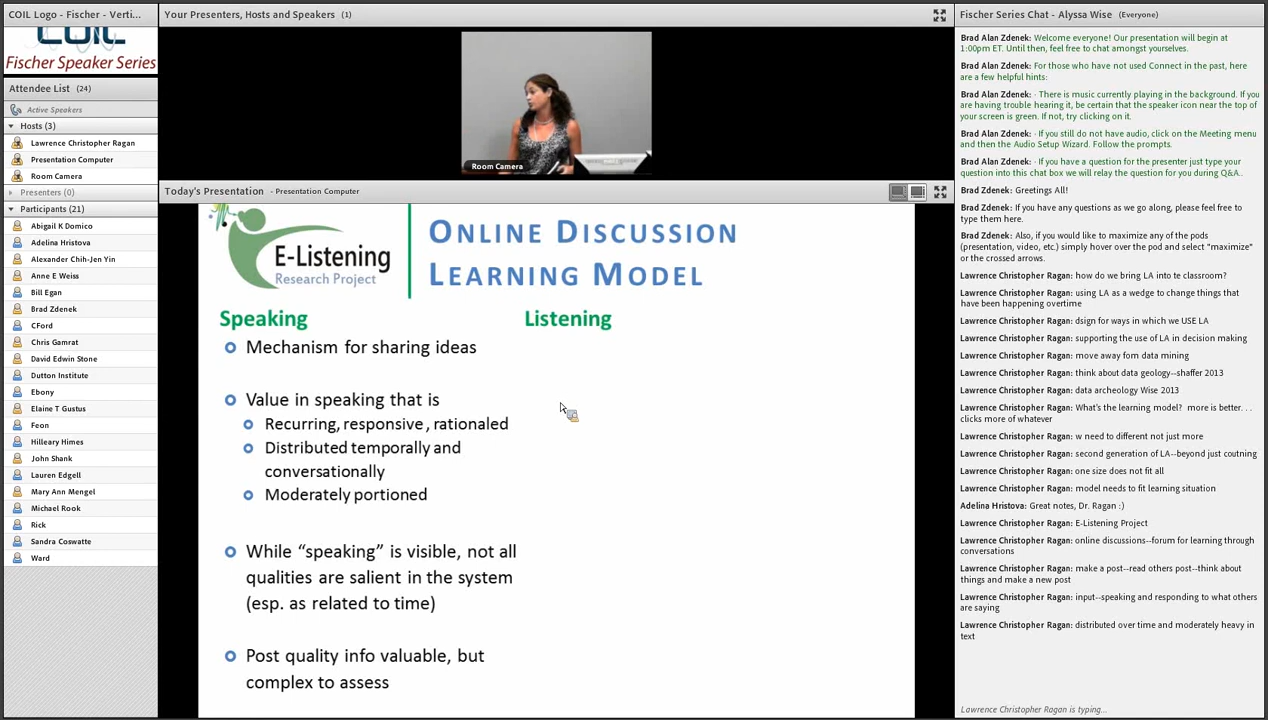 COIL Logo - Fischer - Verti...
COIL
Fischer Speaker Series
Attendee List (24)
Active Speakers
Hosts (3)
Lawrence Christopher Ragan
Presentation Computer
Room Camera
Presenters (0)
Participants (21)
Abigail K Domico
Adelina Hristova
Alexander Chih-Jen Yin
Anne E Weiss
Bill Egan
Brad Zdenek
CFord
Chris Gamrat
David Edwin Stone
Dutton Institute
Ebony
Elaine T Gustus
Feon
Hilleary Himes
John Shank
Lauren Edgell
Mary Ann Mengel
Michael Rook
Rick
Sandra Coswatte
Ward
Your Presenters, Hosts and Speakers (1)
Room Camera
Today's Presentation - Presentation Computer
E-Listening
Research Project
ONLINE DISCUSSION
LEARNING MODEL
Speaking
Mechanism for sharing ideas
Value in speaking that is
Recurring, responsive, rationaled
Distributed temporally and
conversationally
Moderately portioned
While “speaking” is visible, not all
qualities are salient in the system
(esp. as related to time)
Post quality info valuable, but
complex to assess
Listening
Fischer Series Chat - Alyssa Wise (Everyone)
Brad Alan Zdenek: Welcome everyone! Our presentation will begin at
1:00pm ET. Until then, feel free to chat amongst yourselves.
Brad Alan Zdenek: For those who have not used Connect in the past, here
are a few helpful hints:
Brad Alan Zdenek: - There is music currently playing in the background. If you
are having trouble hearing it, be certain that the speaker icon near the top of
your screen is green. If not, try clicking on it.
Brad Alan Zdenek: - If you still do not have audio, click on the Meeting menu
and then the Audio Setup Wizard. Follow the prompts.
Brad Alan Zdenek: - If you have a question for the presenter just type your
question into this chat box we will relay the question for you during Q&A..
Brad Zdenek: Greetings All!
Brad Zdenek: If you have any questions as we go along, please feel free to
type them here.
Brad Zdenek: Also, if you would like to maximize any of the pods
(presentation, video, etc.) simply hover over the pod and select "maximize"
or the crossed arrows.
Lawrence Christopher Ragan: how do we bring LA into te classroom?
Lawrence Christopher Ragan: using LA as a wedge to change things that
have been happening overtime
Lawrence Christopher Ragan: dsign for ways in which we USE LA
Lawrence Christopher Ragan: supporting the use of LA in decision making
Lawrence Christopher Ragan: move away fom data mining
Lawrence Christopher Ragan: think about data geology--shaffer 2013
Lawrence Christopher Ragan: data archeology Wise 2013
Lawrence Christopher Ragan: What's the learning model? more is better. . .
clicks more of whatever
Lawrence Christopher Ragan: w need to different not just more
Lawrence Christopher Ragan: second generation of LA--beyond just coutning
Lawrence Christopher Ragan: one size does not fit all
Lawrence Christopher Ragan: model needs to fit learning situation
Adelina Hristova: Great notes, Dr. Ragan :)
Lawrence Christopher Ragan: E-Listening Project
Lawrence Christopher Ragan: online discussions--forum for learning through
conversations
Lawrence Christopher Ragan: make a post--read others post--think about
things and make a new post
Lawrence Christopher Ragan: input--speaking and responding to what others
are saying
Lawrence Christopher Ragan: distributed over time and moderately heavy in
text
Lawrence Christopher Ragan is typing...